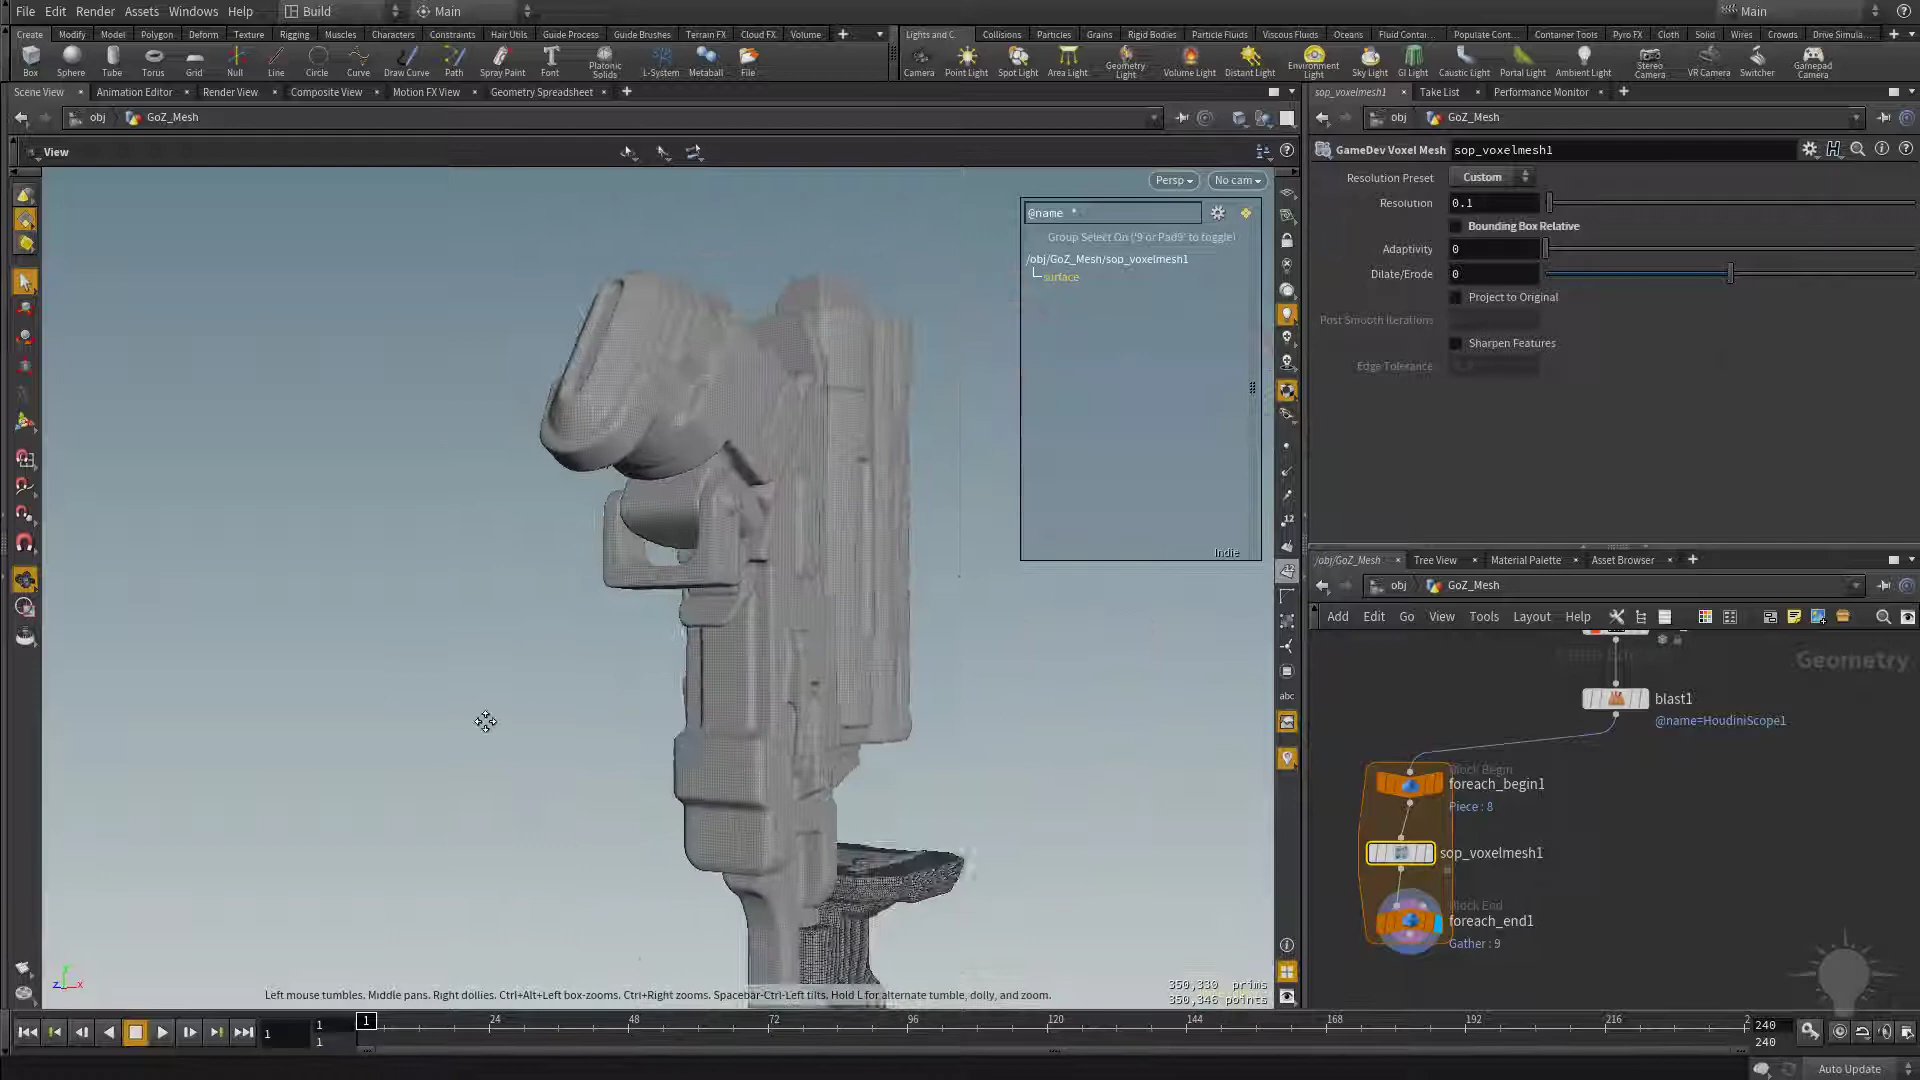 File Edit Render Assets Windows Help Build Main Main
Create Modify Model Polygon Deform Texture Rigging Muscles Characters Constraints Hair Utils Guide Process Guide Brushes Terrain FX Cloud FX Volume
Lights and C. Collisions Particles Grains Rigid Bodies Particle Fluids Viscous Fluids Oceans Fluid Contai... Populate Cont... Container Tools Pyro FX Cloth Solid Wires Crowds Drive Simula...
Box Sphere Tube Torus Grid Null Line Circle Curve Draw Curve Path Spray Paint Font Platonic Solids L-System Metaball File
Camera Point Light Spot Light Area Light Geometry Light Volume Light Distant Light Environment Light Sky Light GI Light Caustic Light Portal Light Ambient Light Stereo Camera VR Camera Switcher Gamepad Camera
Scene View Animation Editor Render View Composite View Motion FX View Geometry Spreadsheet
sop_voxelmesh1 Take List Performance Monitor
obj GoZ_Mesh
obj GoZ_Mesh
View
GameDev Voxel Mesh sop_voxelmesh1
Persp No cam
Resolution Preset Custom
Resolution 0.1
Bounding Box Relative
Adaptivity 0
Dilate/Erode 0
Project to Original
Post Smooth Iterations
Sharpen Features
Edge Tolerance
@name *
Group Select On ('9 or Pad9' to toggle)
/obj/GoZ_Mesh/sop_voxelmesh1
surface
Indie
12
abc
/obj/GoZ_Mesh Tree View Material Palette Asset Browser
obj GoZ_Mesh
Add Edit Go View Tools Layout Help
Geometry
blast1
@name=HoudiniScope1
Block Begin
foreach_begin1
Piece : 8
sop_voxelmesh1
Block End
foreach_end1
Gather : 9
350,330 prims
350,346 points
Left mouse tumbles. Middle pans. Right dollies. Ctrl+Alt+Left box-zooms. Ctrl+Right zooms. Spacebar-Ctrl-Left tilts. Hold L for alternate tumble, dolly, and zoom.
z x
1 1 1 1 24 48 72 96 120 144 168 192 216 2 240 240
Auto Update